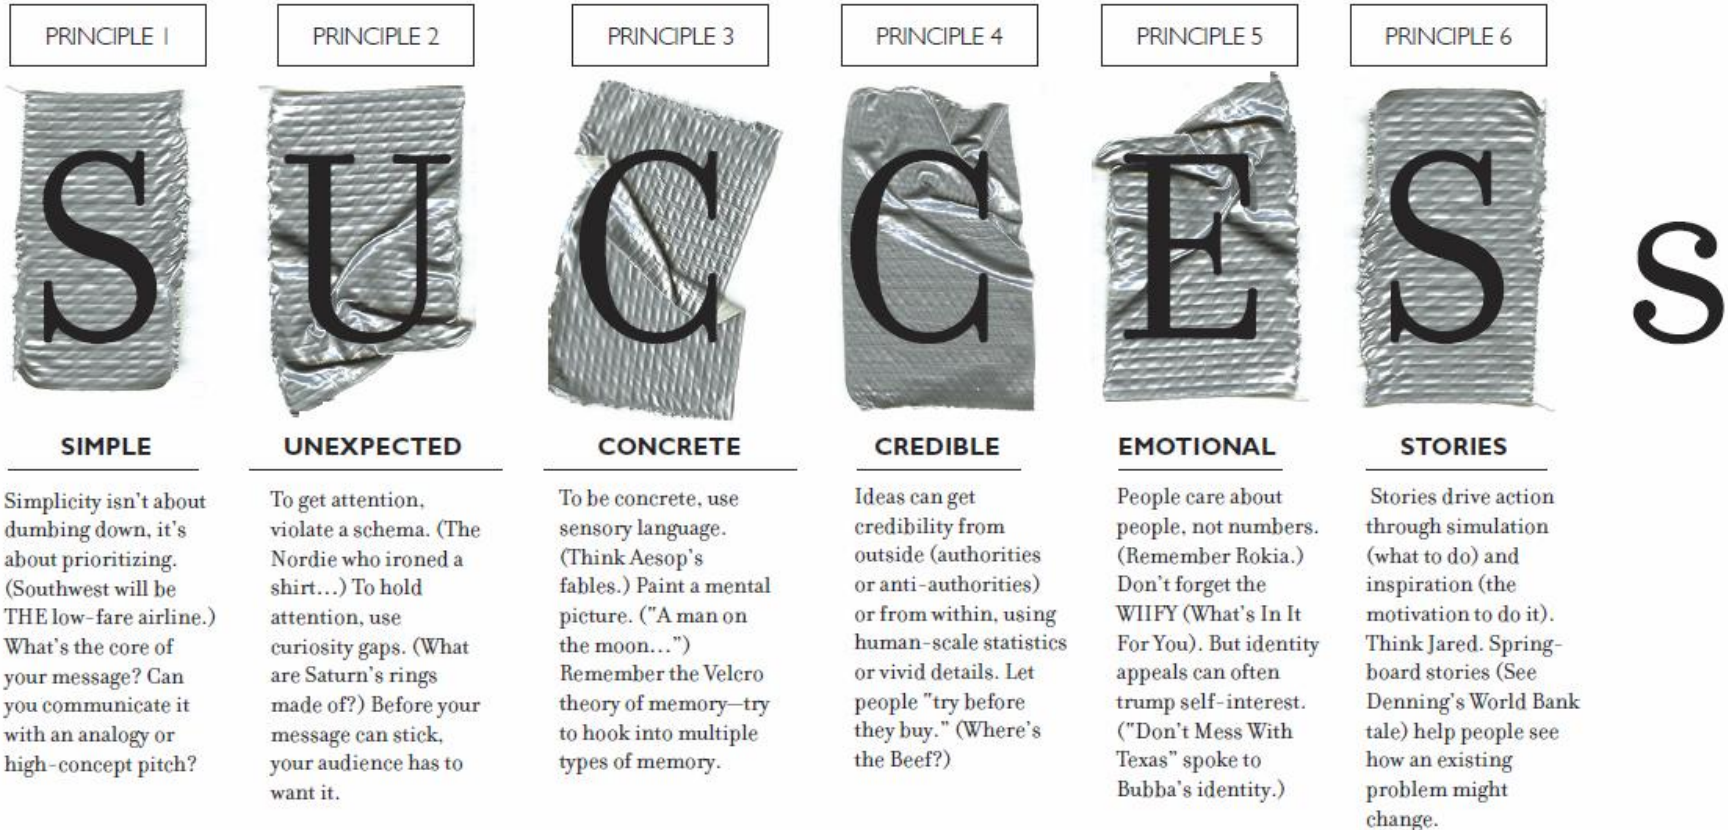 PRINCIPLE 1
PRINCIPLE 2
PRINCIPLE 3
PRINCIPLE 4
PRINCIPLE 5
PRINCIPLE 6
S
U
C
C
E
S
s
SIMPLE
Simplicity isn't about
dumbing down, it's
about prioritizing.
(Southwest will be
THE low-fare airline.)
What's the core of
your message? Can
you communicate it
with an analogy or
high-concept pitch?
UNEXPECTED
To get attention,
violate a schema. (The
Nordie who ironed a
shirt...) To hold
attention, use
curiosity gaps. (What
are Saturn's rings
made of?) Before your
message can stick,
your audience has to
want it.
CONCRETE
To be concrete, use
sensory language.
(Think Aesop's
fables.) Paint a mental
picture. ("A man on
the moon...")
Remember the Velcro
theory of memory—try
to hook into multiple
types of memory.
CREDIBLE
Ideas can get
credibility from
outside (authorities
or anti-authorities)
or from within, using
human-scale statistics
or vivid details. Let
people "try before
they buy." (Where's
the Beef?)
EMOTIONAL
People care about
people, not numbers.
(Remember Rokia.)
Don't forget the
WIIFY (What's In It
For You). But identity
appeals can often
trump self-interest.
("Don't Mess With
Texas" spoke to
Bubba's identity.)
STORIES
Stories drive action
through simulation
(what to do) and
inspiration (the
motivation to do it).
Think Jared. Spring-
board stories (See
Denning's World Bank
tale) help people see
how an existing
problem might
change.